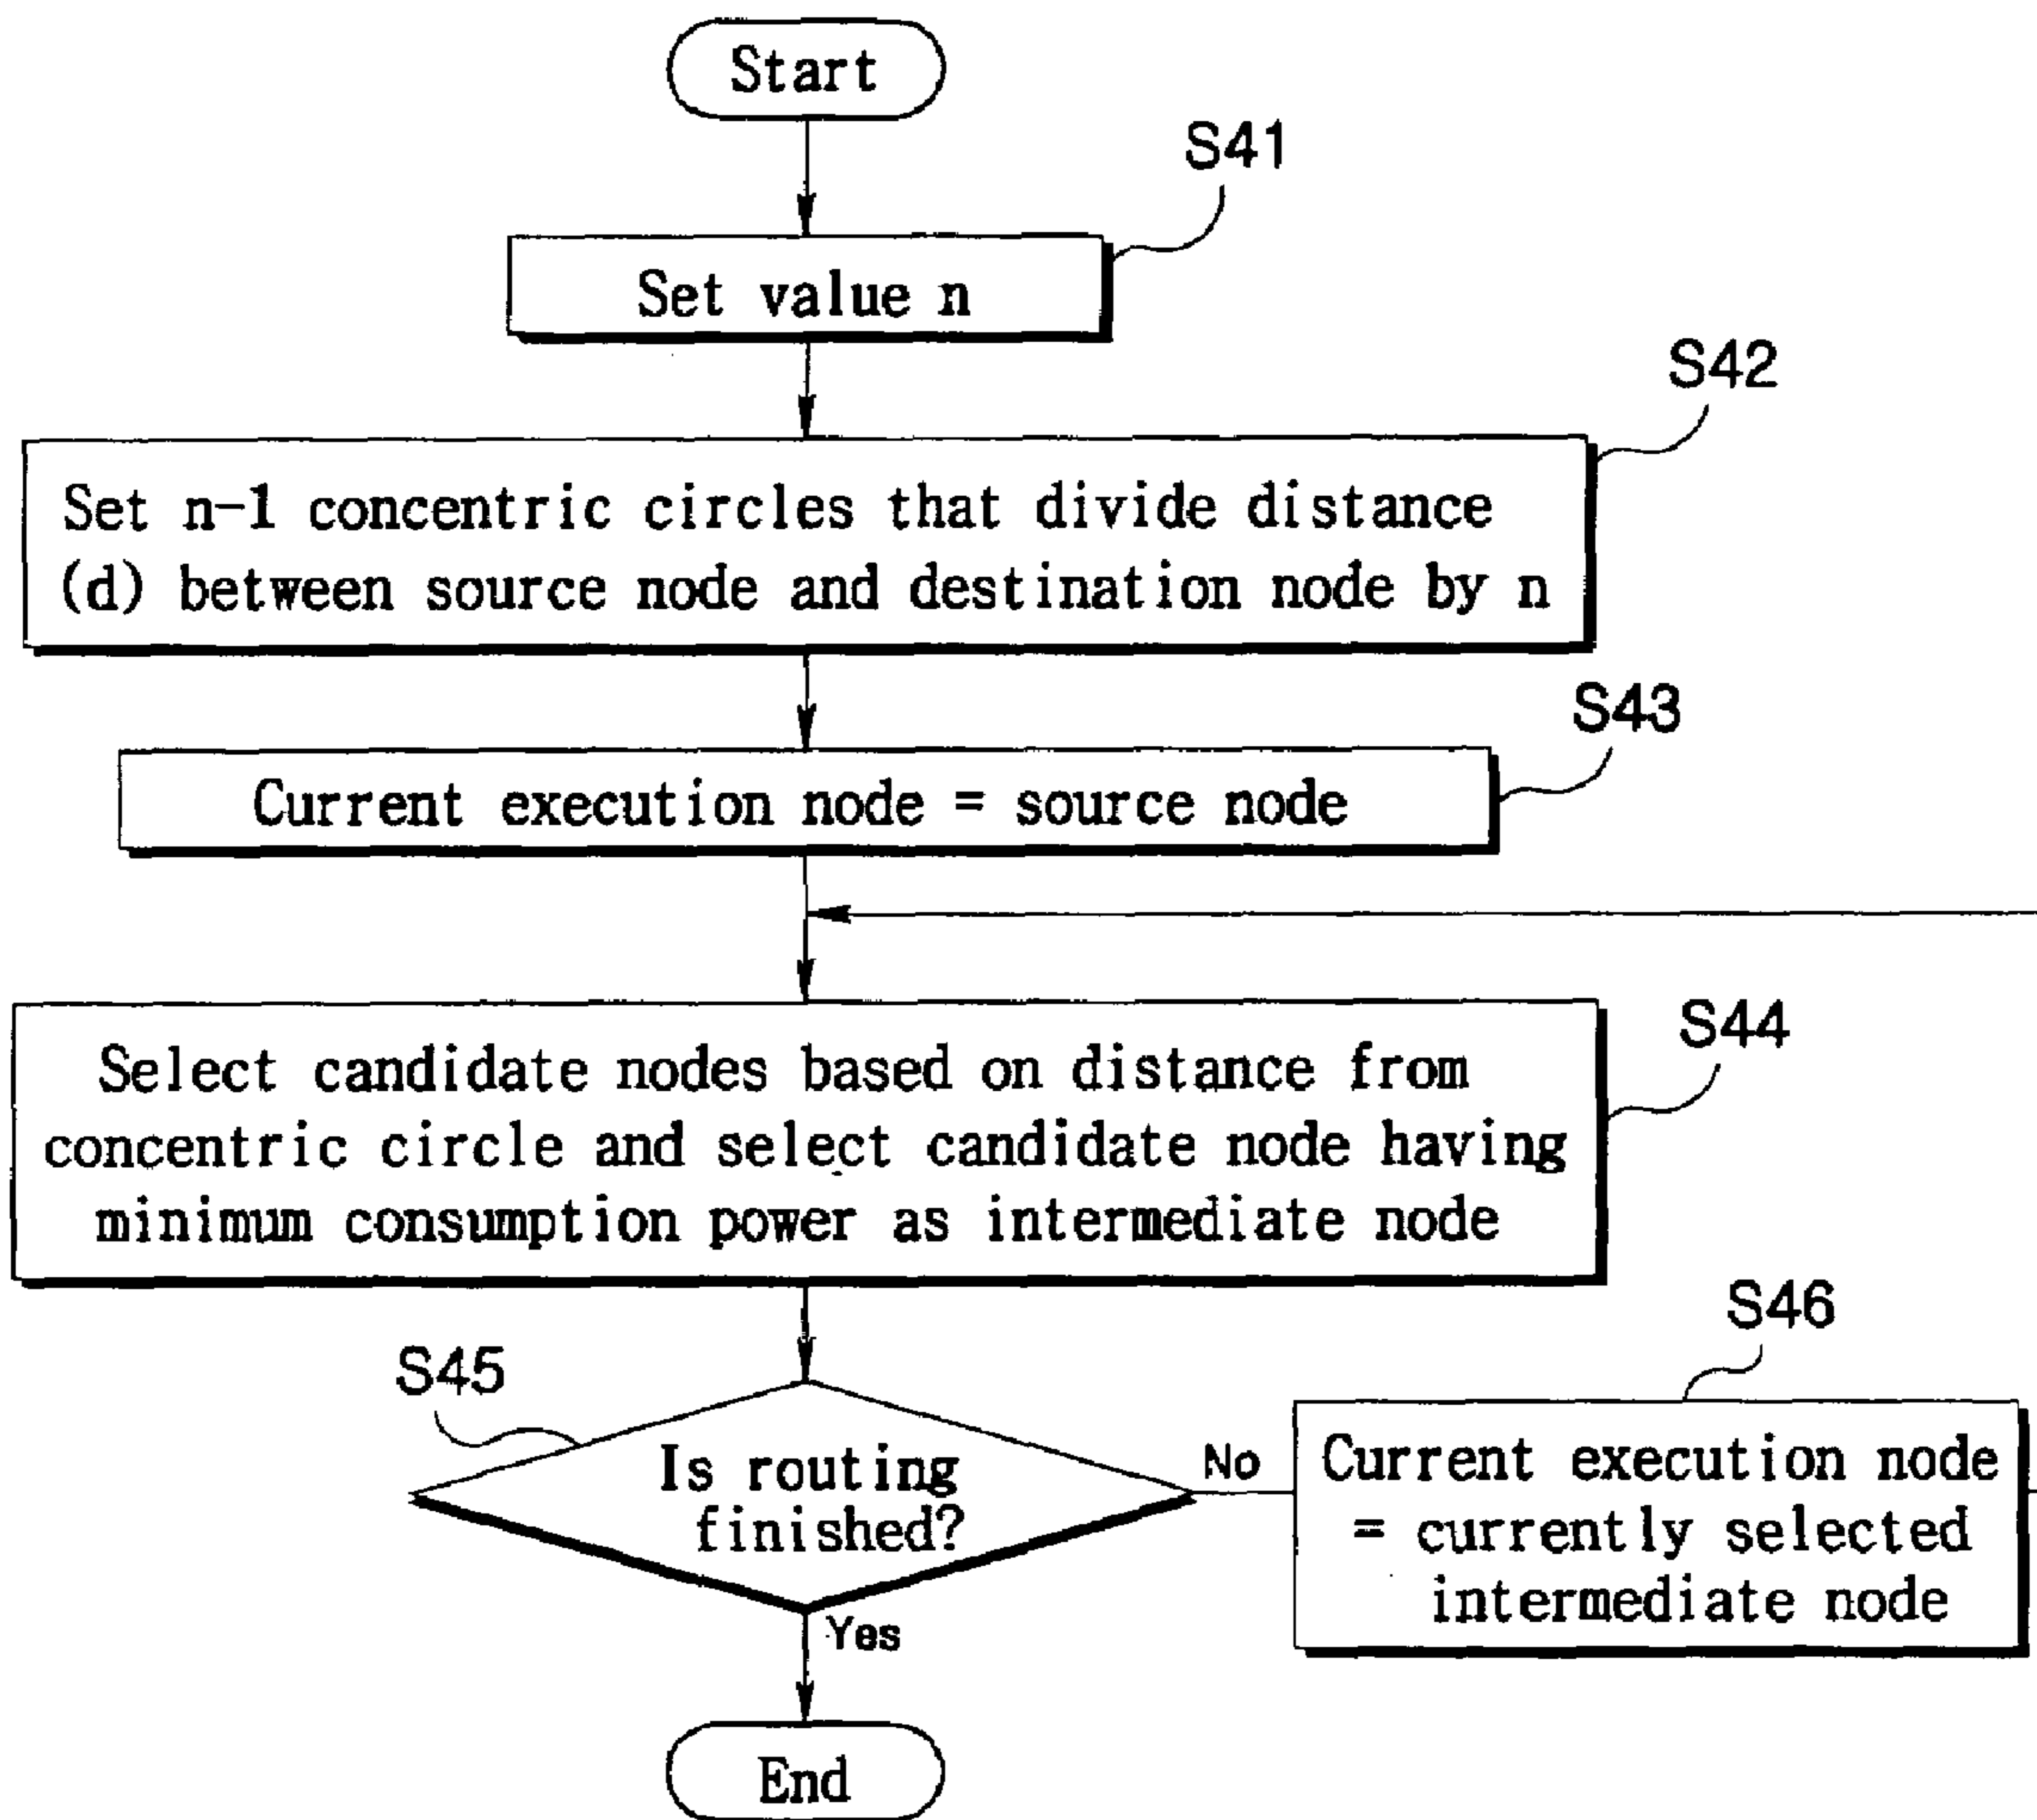 Start
S41
Set value n
S42
Set n-1 concentric circles that divide distance
(d) between source node and destination node by n
S43
Current execution node = source node
S44
Select candidate nodes based on distance from
concentric circle and select candidate node having
minimum consumption power as intermediate node
S45
Is routing
finished?
No
S46
Current execution node
= currently selected
intermediate node
Yes
End